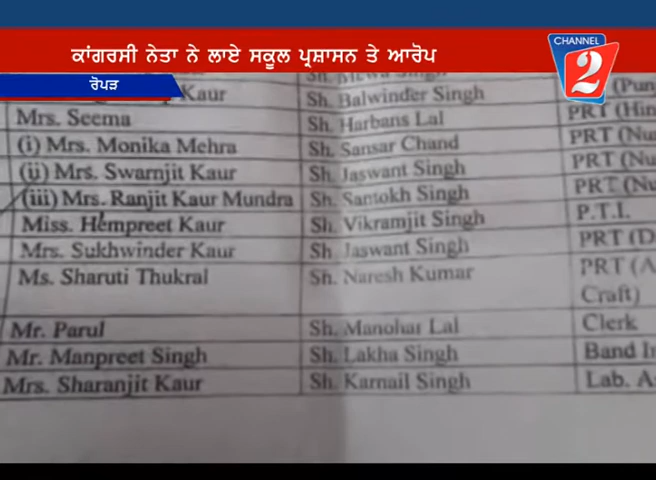 CHANNEL
2
ਕਾਂਗਰਸੀ ਨੇਤਾ ਨੇ ਲਾਏ ਸਕੂਲ ਪ੍ਰਸ਼ਾਸਨ ਤੇ ਆਰੋਪ
ਰੋਪੜ
Kaur Sh. Balwinder Singh
Mrs. Seema Sh. Harbans Lal PRT
(i) Mrs. Monika Mehra Sh. Sansar Chand PRT
(ii) Mrs. Swarnjit Kaur Sh. Jaswant Singh PRT
(iii) Mrs. Ranjit Kaur Mundra Sh. Santokh Singh PRT
Miss. Hempreet Kaur Sh. Vikramjit Singh P.T.I.
Mrs. Sukhwinder Kaur Sh Jaswant Singh PRT (D
Ms. Sharuti Thukral Sh. Naresh Kumar PRT (A
Craft)
Mr. Parul Sh. Manohar Lal Clerk
Mr. Manpreet Singh Sh. Lakha Singh Band In
Mrs. Sharanjit Kaur Sh. Karnail Singh Lab. A